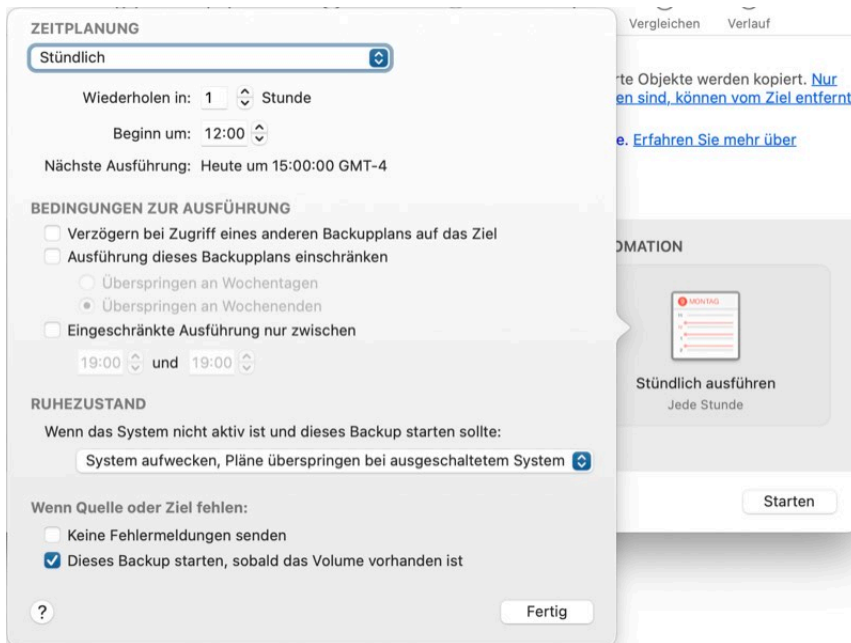 ZEITPLANUNG
Stündlich
Wiederholen in: 1 Stunde
Beginn um: 12:00
Nächste Ausführung: Heute um 15:00:00 GMT-4
BEDINGUNGEN ZUR AUSFÜHRUNG
Verzögern bei Zugriff eines anderen Backupplans auf das Ziel
Ausführung dieses Backupplans einschränken
Überspringen an Wochentagen
Überspringen an Wochenenden
Eingeschränkte Ausführung nur zwischen
19:00 und 19:00
RUHEZUSTAND
Wenn das System nicht aktiv ist und dieses Backup starten sollte:
System aufwecken, Pläne überspringen bei ausgeschaltetem System
Wenn Quelle oder Ziel fehlen:
Keine Fehlermeldungen senden
Dieses Backup starten, sobald das Volume vorhanden ist
?
Fertig
Vergleichen Verlauf
rte Objekte werden kopiert. Nur
en sind, können vom Ziel entfernt
e. Erfahren Sie mehr über
OMATION
MONTAG
Stündlich ausführen
Jede Stunde
Starten